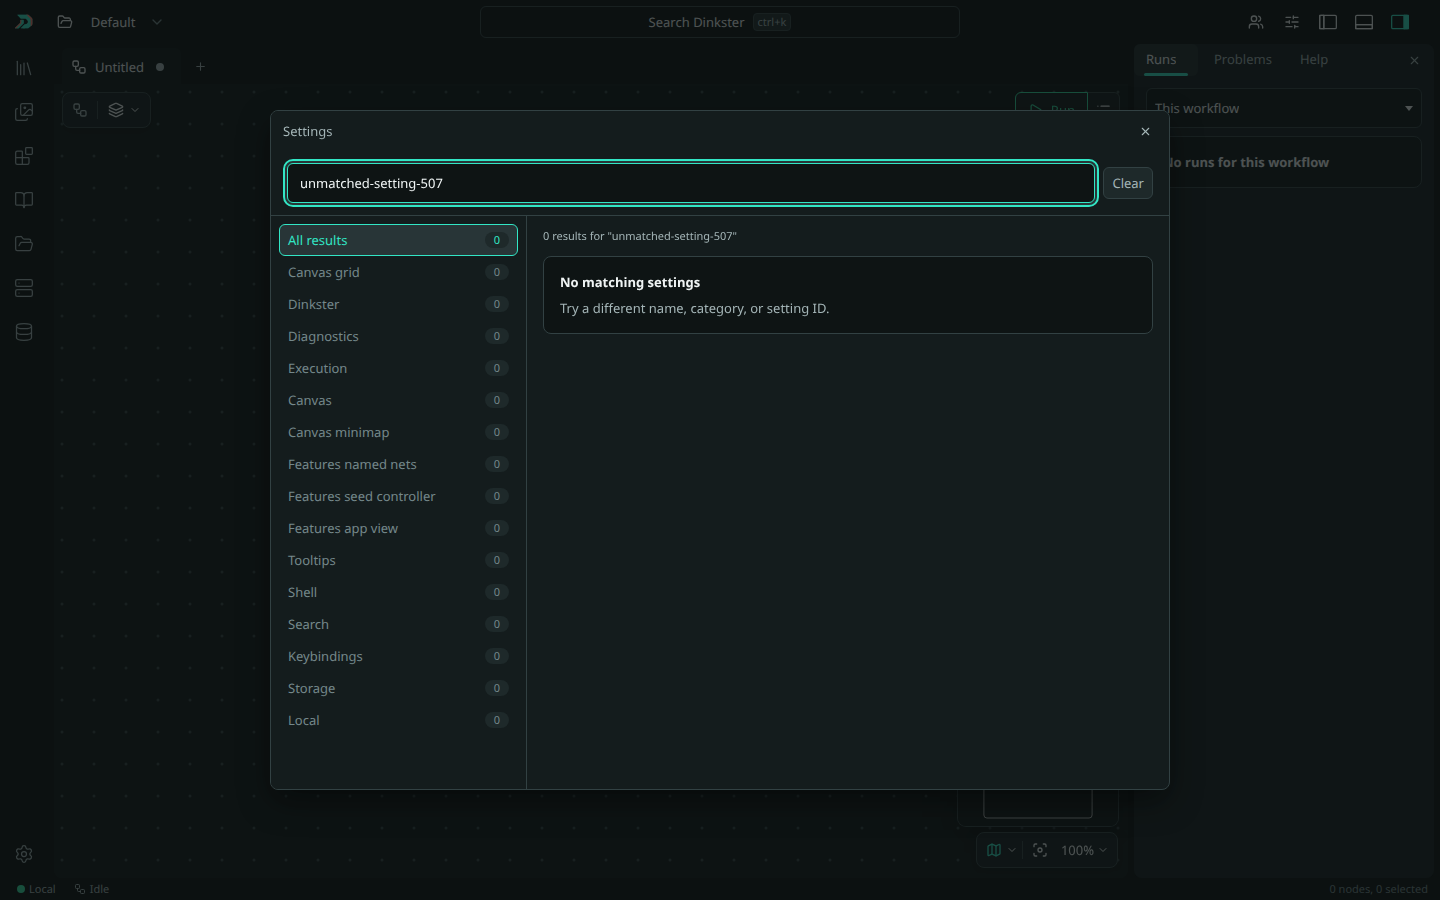 Default
Search Dinkster ctrl+k
Untitled
Runs Problems Help
This workflow
No runs for this workflow
Run
Settings
unmatched-setting-507
Clear
All results 0
Canvas grid 0
Dinkster 0
Diagnostics 0
Execution 0
Canvas 0
Canvas minimap 0
Features named nets 0
Features seed controller 0
Features app view 0
Tooltips 0
Shell 0
Search 0
Keybindings 0
Storage 0
Local 0
0 results for "unmatched-setting-507"
No matching settings
Try a different name, category, or setting ID.
100%
Local Idle
0 nodes, 0 selected